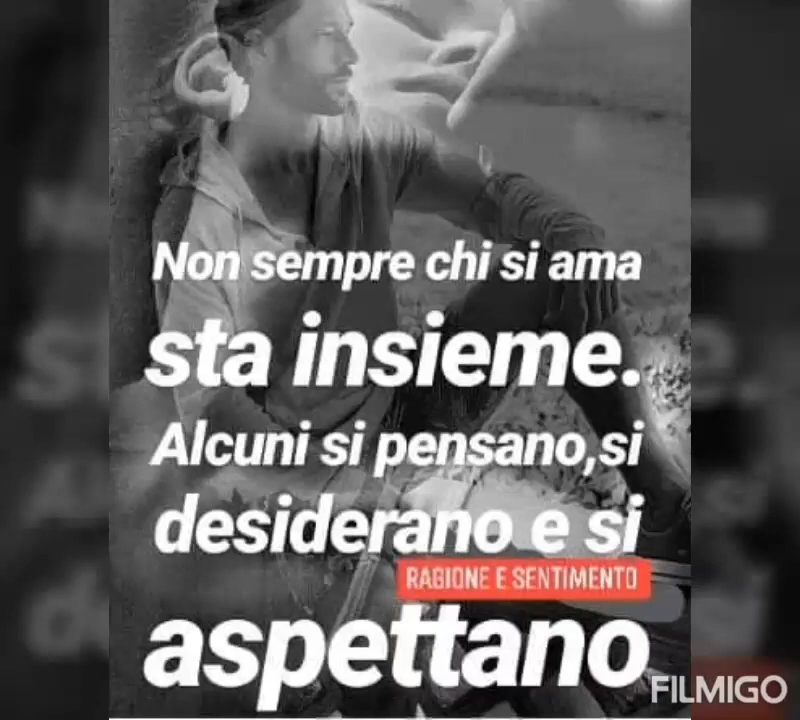 Non sempre chi si ama
sta insieme.
Alcuni si pensano,si
desiderano e si
RAGIONE E SENTIMENTO
aspettano
FILMIGO